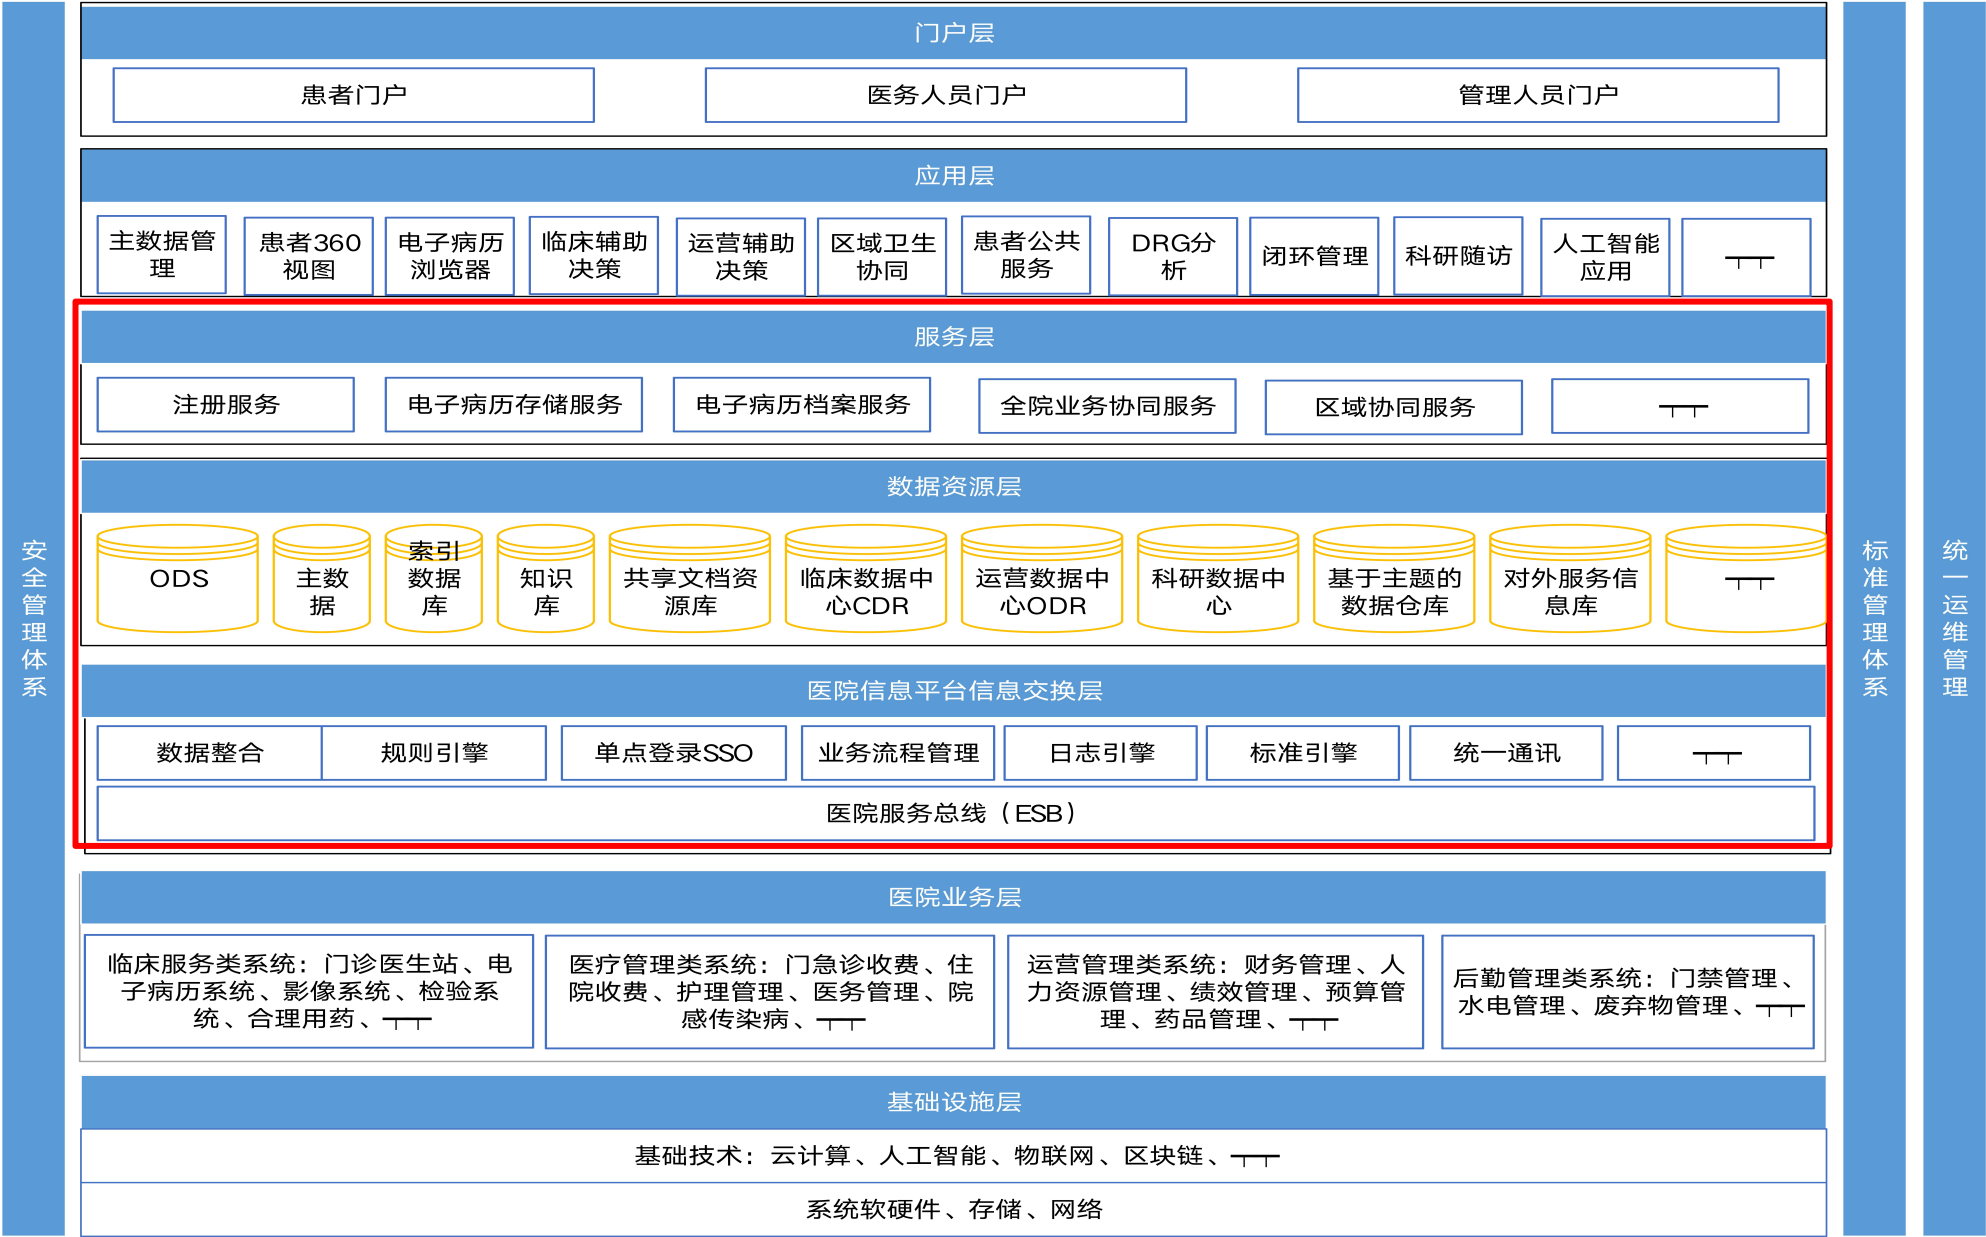 门户层
患者门户
医务人员门户
管理人员门户
应用层
主数据管
理
患者360
视图
电子病历
浏览器
临床辅助
决策
运营辅助
决策
区域卫生
协同
患者公共
服务
DRG分
析
闭环管理
科研随访
人工智能
应用
服务层
注册服务
电子病历存储服务
电子病历档案服务
全院业务协同服务
区域协同服务
数据资源层
ODS
主数
据
索引
数据
库
知识
库
共享文档资
源库
临床数据中
心CDR
运营数据中
心ODR
科研数据中
心
基于主题的
数据仓库
对外服务信
息库
医院信息平台信息交换层
数据整合
规则引擎
单点登录SSO
业务流程管理
日志引擎
标准引擎
统一通讯
医院服务总线（ESB）
医院业务层
临床服务类系统：门诊医生站、电
子病历系统、影像系统、检验系
统、合理用药、
医疗管理类系统：门急诊收费、住
院收费、护理管理、医务管理、院
感传染病、
运营管理类系统：财务管理、人
力资源管理、绩效管理、预算管
理、药品管理、
后勤管理类系统：门禁管理、
水电管理、废弃物管理、
基础设施层
基础技术：云计算、人工智能、物联网、区块链、
系统软硬件、存储、网络
安全管理体系
标准管理体系
统一运维管理